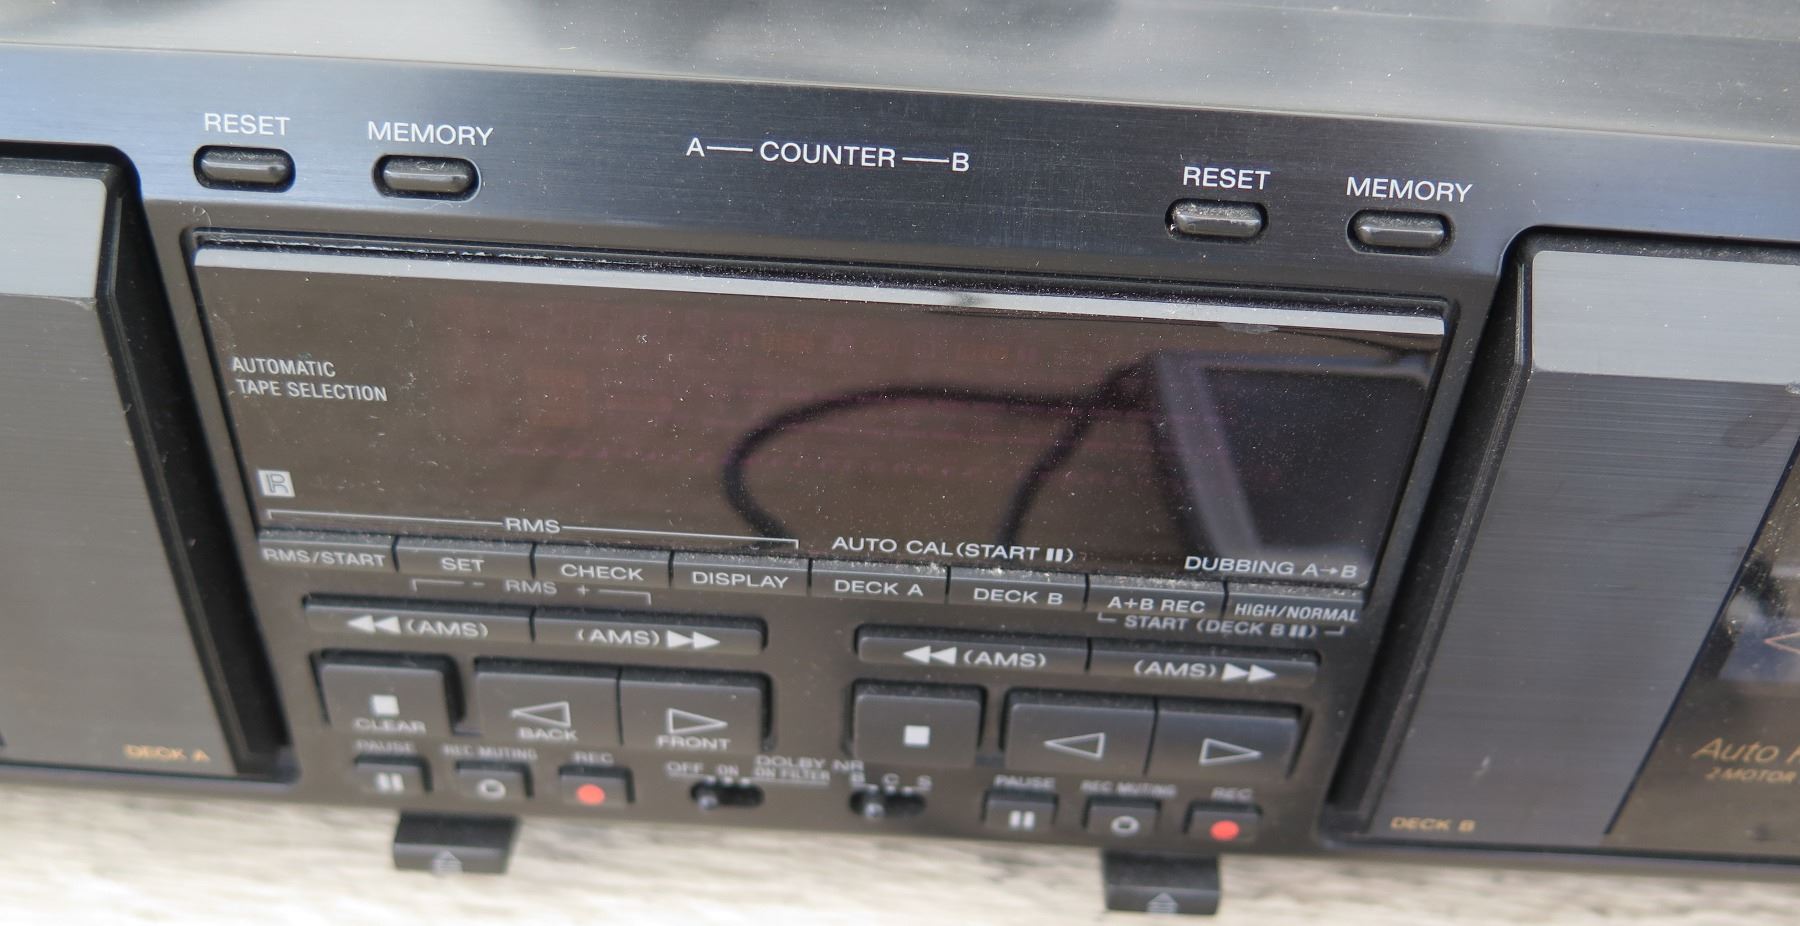 RESET
MEMORY
A — COUNTER — B
RESET
MEMORY
AUTOMATIC
TAPE SELECTION
R
RMS
AUTO CAL (START II)
DUBBING A→B
RMS/START
SET
CHECK
DISPLAY
DECK A
DECK B
A+B REC
HIGH/NORMAL
- RMS +
START (DECK B II)
(AMS)
(AMS)
(AMS)
(AMS)
CLEAR
BACK
FRONT
PAUSE
REC MUTING
REC
OFF
ON
DOLBY NR
ON FILTER
B C S
PAUSE
REC MUTING
REC
DECK A
DECK B
Auto
2 MOTOR